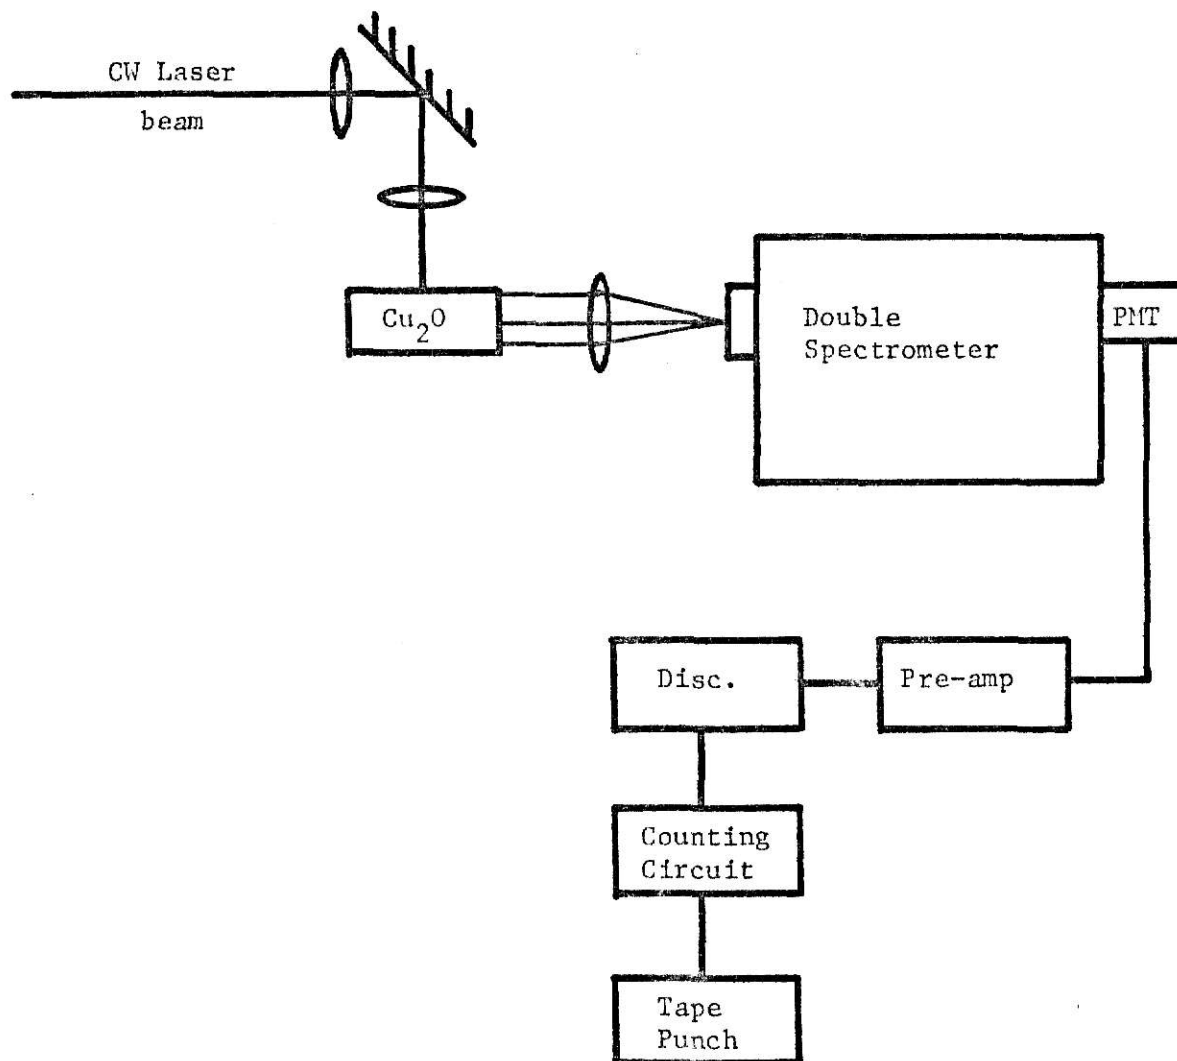 CW Laser
beam
Cu₂O
Double
Spectrometer
PMT
Disc.
Pre-amp
Counting
Circuit
Tape
Punch